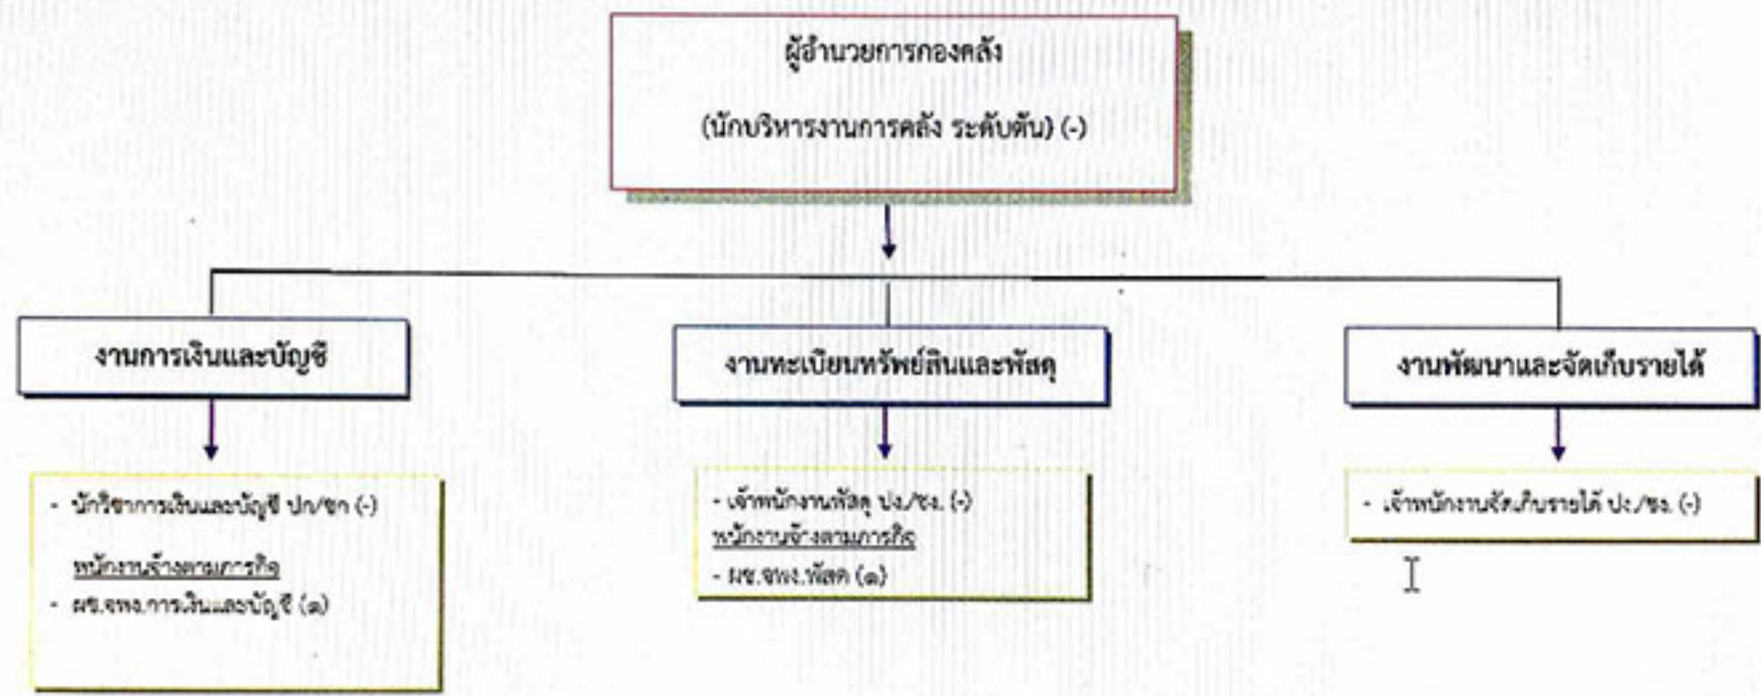 ผู้อำนวยการกองคลัง
(นักบริหารงานการคลัง ระดับต้น) (-)
งานการเงินและบัญชี
งานทะเบียนทรัพย์สินและพัสดุ
งานพัฒนาและจัดเก็บรายได้
- นักวิชาการเงินและบัญชี ปก/ชก (-)
พนักงานจ้างตามภารกิจ
- ผช.จพง.การเงินและบัญชี (๑)
- เจ้าพนักงานพัสดุ ปง./ชง. (-)
พนักงานจ้างตามภารกิจ
- ผช.จพง.พัสดุ (๑)
- เจ้าพนักงานจัดเก็บรายได้ ปง./ชง. (-)